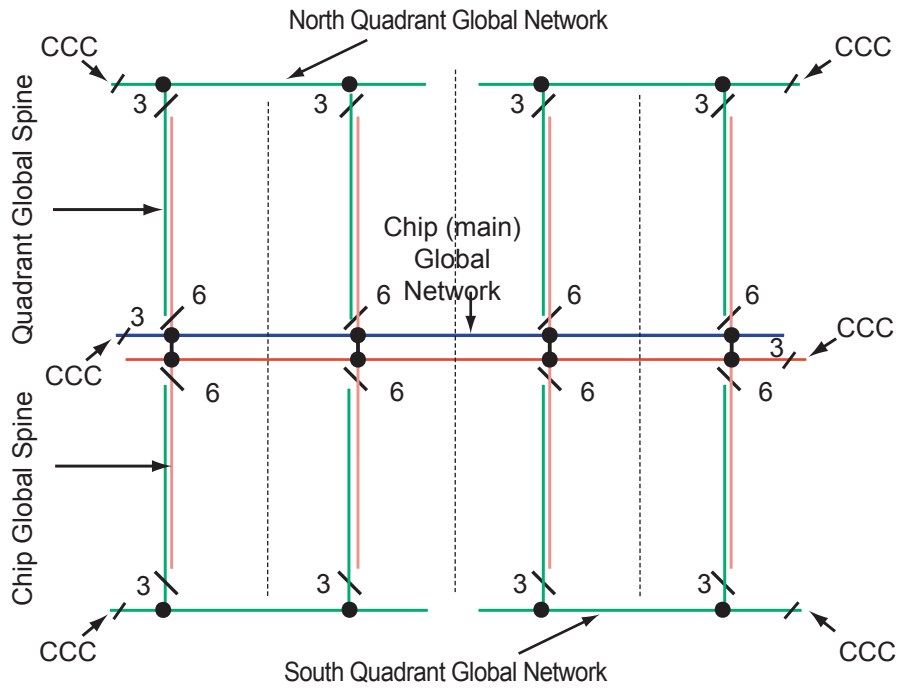 North Quadrant Global Network
CCC
CCC
3
3
3
3
Quadrant Global Spine
Chip (main)
Global
Network
6
6
6
6
3
CCC
CCC
3
6
6
6
6
Chip Global Spine
3
3
3
3
CCC
CCC
South Quadrant Global Network